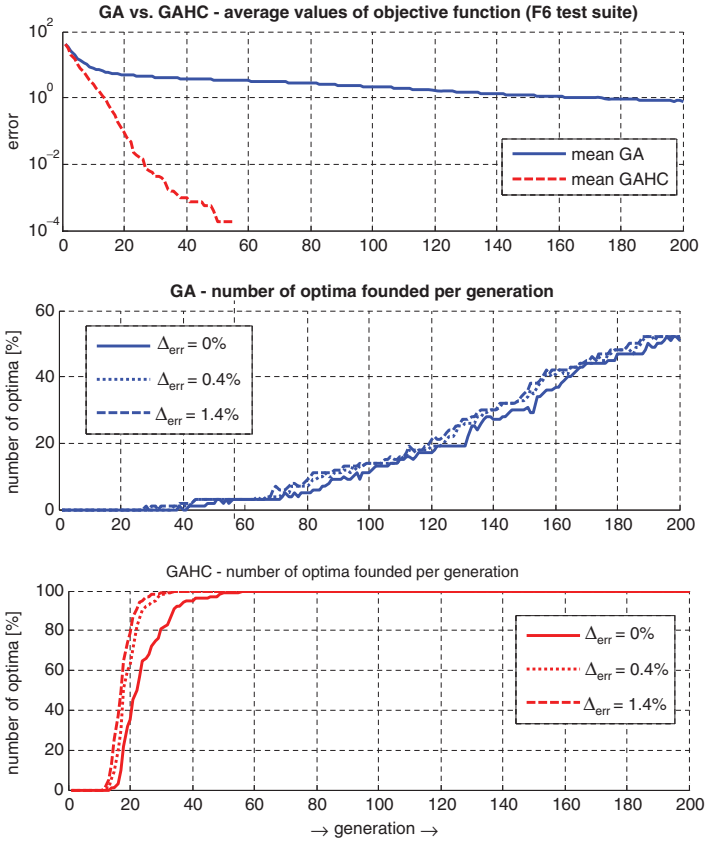 GA vs. GAHC - average values of objective function (F6 test suite)
10^2
10^0
10^-2
10^-4
error
mean GA
mean GAHC
0 20 40 60 80 100 120 140 160 180 200
GA - number of optima founded per generation
60
40
20
0
number of optima [%]
Δerr = 0%
Δerr = 0.4%
Δerr = 1.4%
0 20 40 60 80 100 120 140 160 180 200
GAHC - number of optima founded per generation
100
80
60
40
20
0
number of optima [%]
Δerr = 0%
Δerr = 0.4%
Δerr = 1.4%
0 20 40 60 80 100 120 140 160 180 200
→ generation →